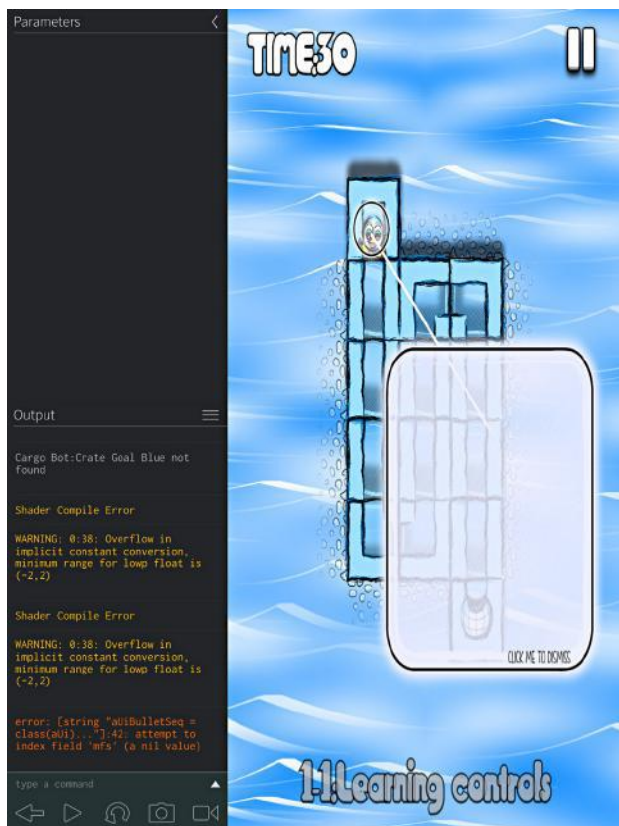 Parameters
TIME:30
Output
Cargo Bot:Crate Goal Blue not
found
Shader Compile Error
WARNING: 0:38: Overflow in
implicit constant conversion,
minimum range for lowp float is
(-2,2)
Shader Compile Error
WARNING: 0:38: Overflow in
implicit constant conversion,
minimum range for lowp float is
(-2,2)
error: [string "aUiBulletSeq =
class(aUi)..."]:42: attempt to
index field 'mfs' (a nil value)
type a command
CLICK ME TO DISMISS
1-1:Learning controls